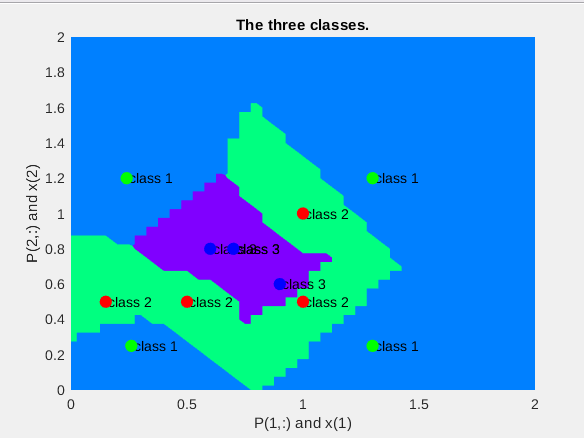 The three classes.
2
1.8
1.6
1.4
1.2
1
0.8
0.6
0.4
0.2
0
P(2,:) and x(2)
class 1
class 1
class 2
class 3
class 3
class 3
class 2
class 2
class 2
class 1
class 1
0
0.5
1
1.5
2
P(1,:) and x(1)